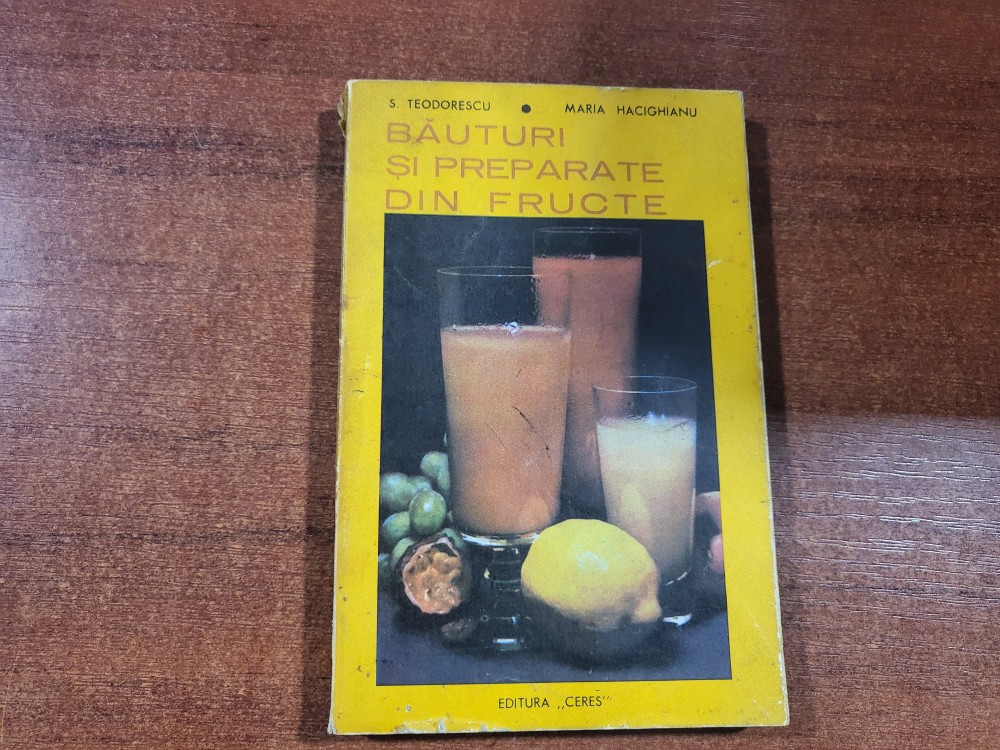 S. TEODORESCU ● MARIA HACIGHIANU
BĂUTURI
ȘI PREPARATE
DIN FRUCTE
EDITURA „CERES”